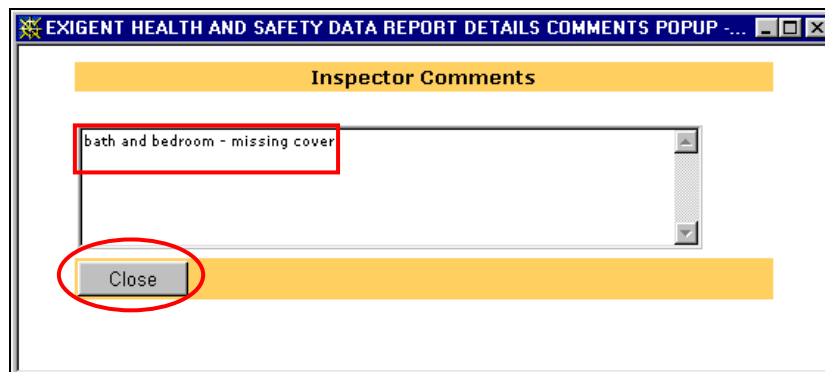 EXIGENT HEALTH AND SAFETY DATA REPORT DETAILS COMMENTS POPUP -...
Inspector Comments
bath and bedroom - missing cover
Close